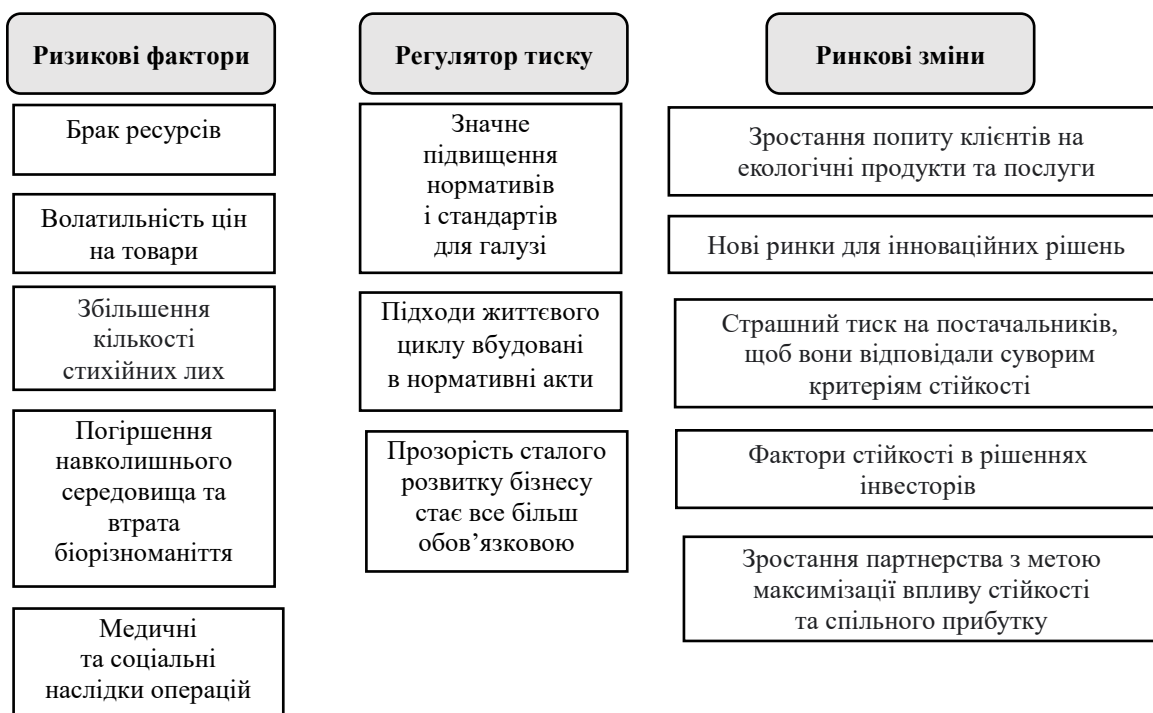 Ризикові фактори
Брак ресурсів
Волатильність цін
на товари
Збільшення
кількості
стихійних лих
Погіршення
навколишнього
середовища та
втрата
біорізноманіття
Медичні
та соціальні
наслідки операцій
Регулятор тиску
Значне
підвищення
нормативів
і стандартів
для галузі
Підходи життєвого
циклу вбудовані
в нормативні акти
Прозорість сталого
розвитку бізнесу
стає все більш
обов’язковою
Ринкові зміни
Зростання попиту клієнтів на
екологічні продукти та послуги
Нові ринки для інноваційних рішень
Страшний тиск на постачальників,
щоб вони відповідали суворим
критеріям стійкості
Фактори стійкості в рішеннях
інвесторів
Зростання партнерства з метою
максимізації впливу стійкості
та спільного прибутку